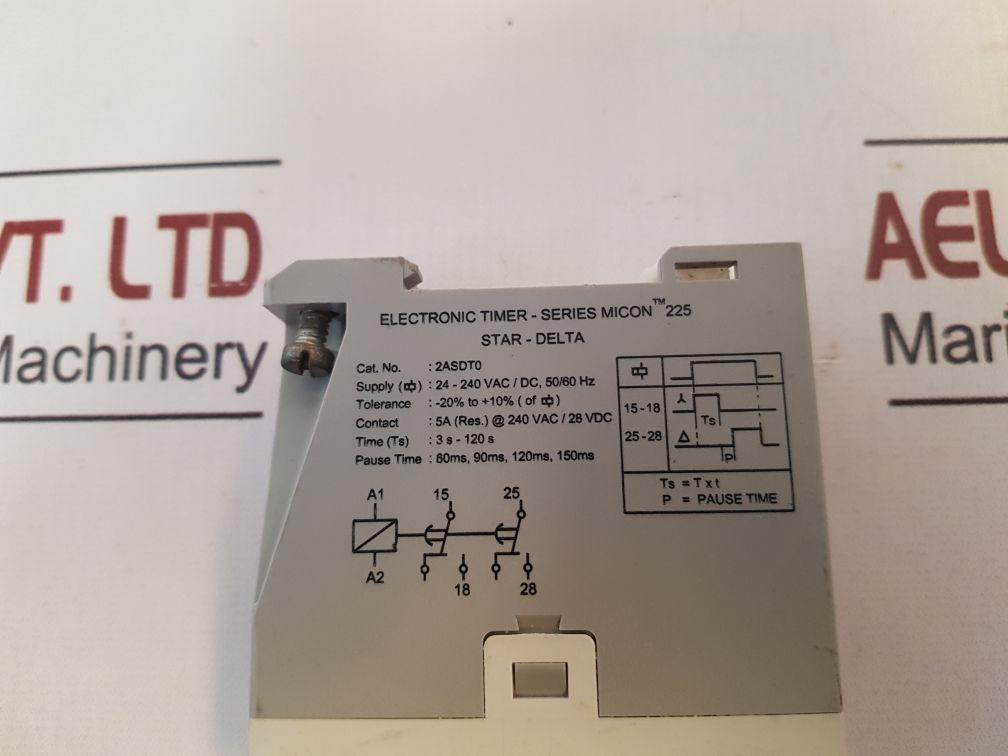 VT. LTD
Machinery
AEL
Mari
ELECTRONIC TIMER - SERIES MICON™ 225
STAR - DELTA
Cat. No. : 2ASDT0
Supply ( ) : 24 - 240 VAC / DC, 50/60 Hz
Tolerance : -20% to +10% ( of )
Contact : 5A (Res.) @ 240 VAC / 28 VDC
Time (Ts) : 3 s - 120 s
Pause Time : 60ms, 90ms, 120ms, 150ms
15 - 18
Ts
25 - 28
Δ
P
Ts = T x t
P = PAUSE TIME
A1 15 25
A2 18 28